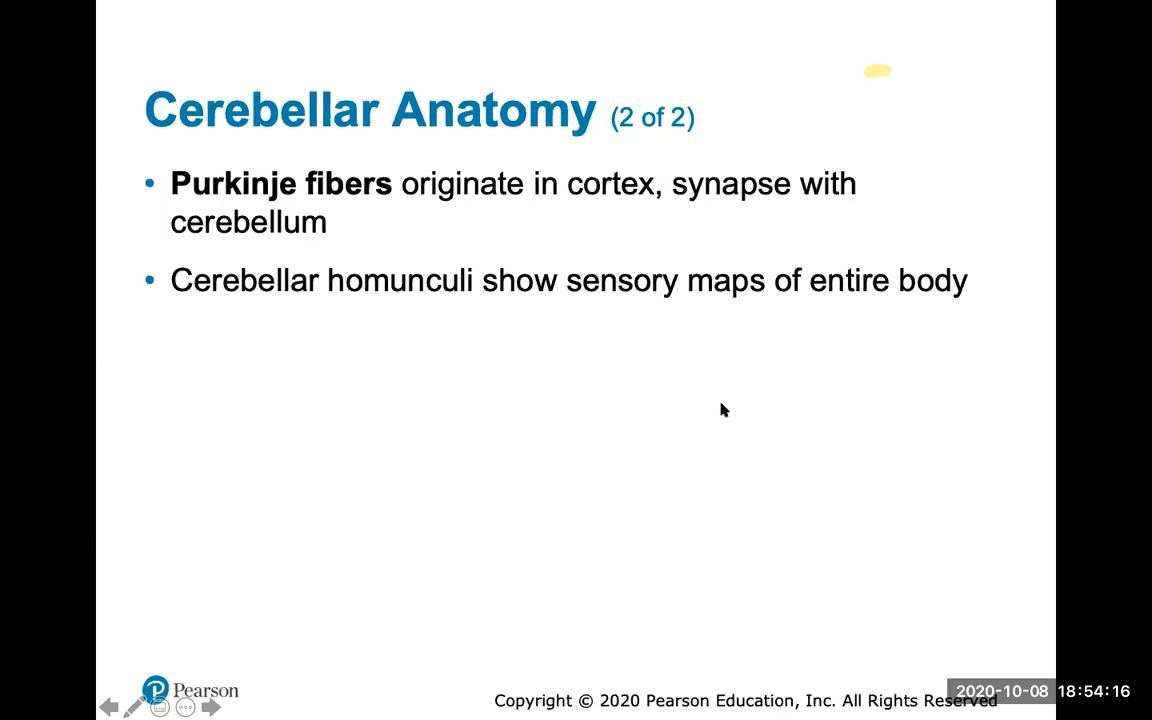 Cerebellar Anatomy (2 of 2)
• Purkinje fibers originate in cortex, synapse with
cerebellum
• Cerebellar homunculi show sensory maps of entire body
P Pearson
Copyright © 2020 Pearson Education, Inc. All Rights Reserved
2020-10-08 18:54:16